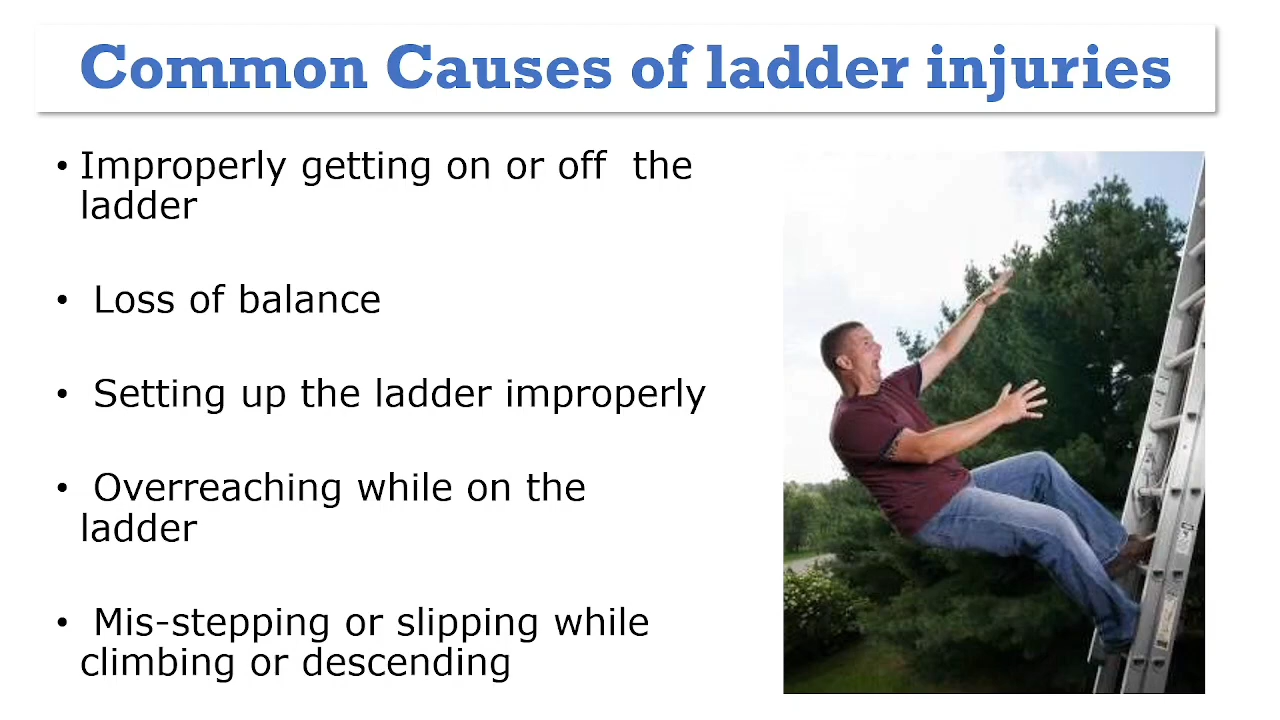 Common Causes of ladder injuries
• Improperly getting on or off  the
ladder
•  Loss of balance
•  Setting up the ladder improperly
•  Overreaching while on the
ladder
•  Mis-stepping or slipping while
climbing or descending